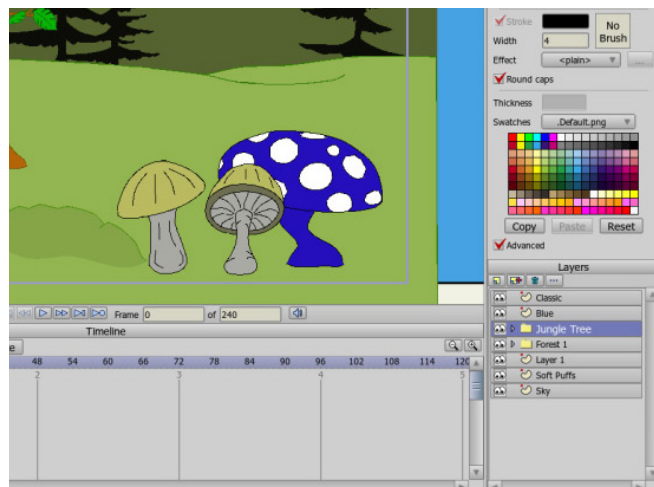 Stroke
No
Brush
Width 4
Effect <plain> ...
Round caps
Thickness
Swatches .Default.png
Copy Paste Reset
Advanced
Layers
Classic
Blue
Jungle Tree
Forest 1
Layer 1
Soft Puffs
Sky
Frame 0 of 240
Timeline
48 54 60 66 72 78 84 90 96 102 108 114 120
2 3 4 5